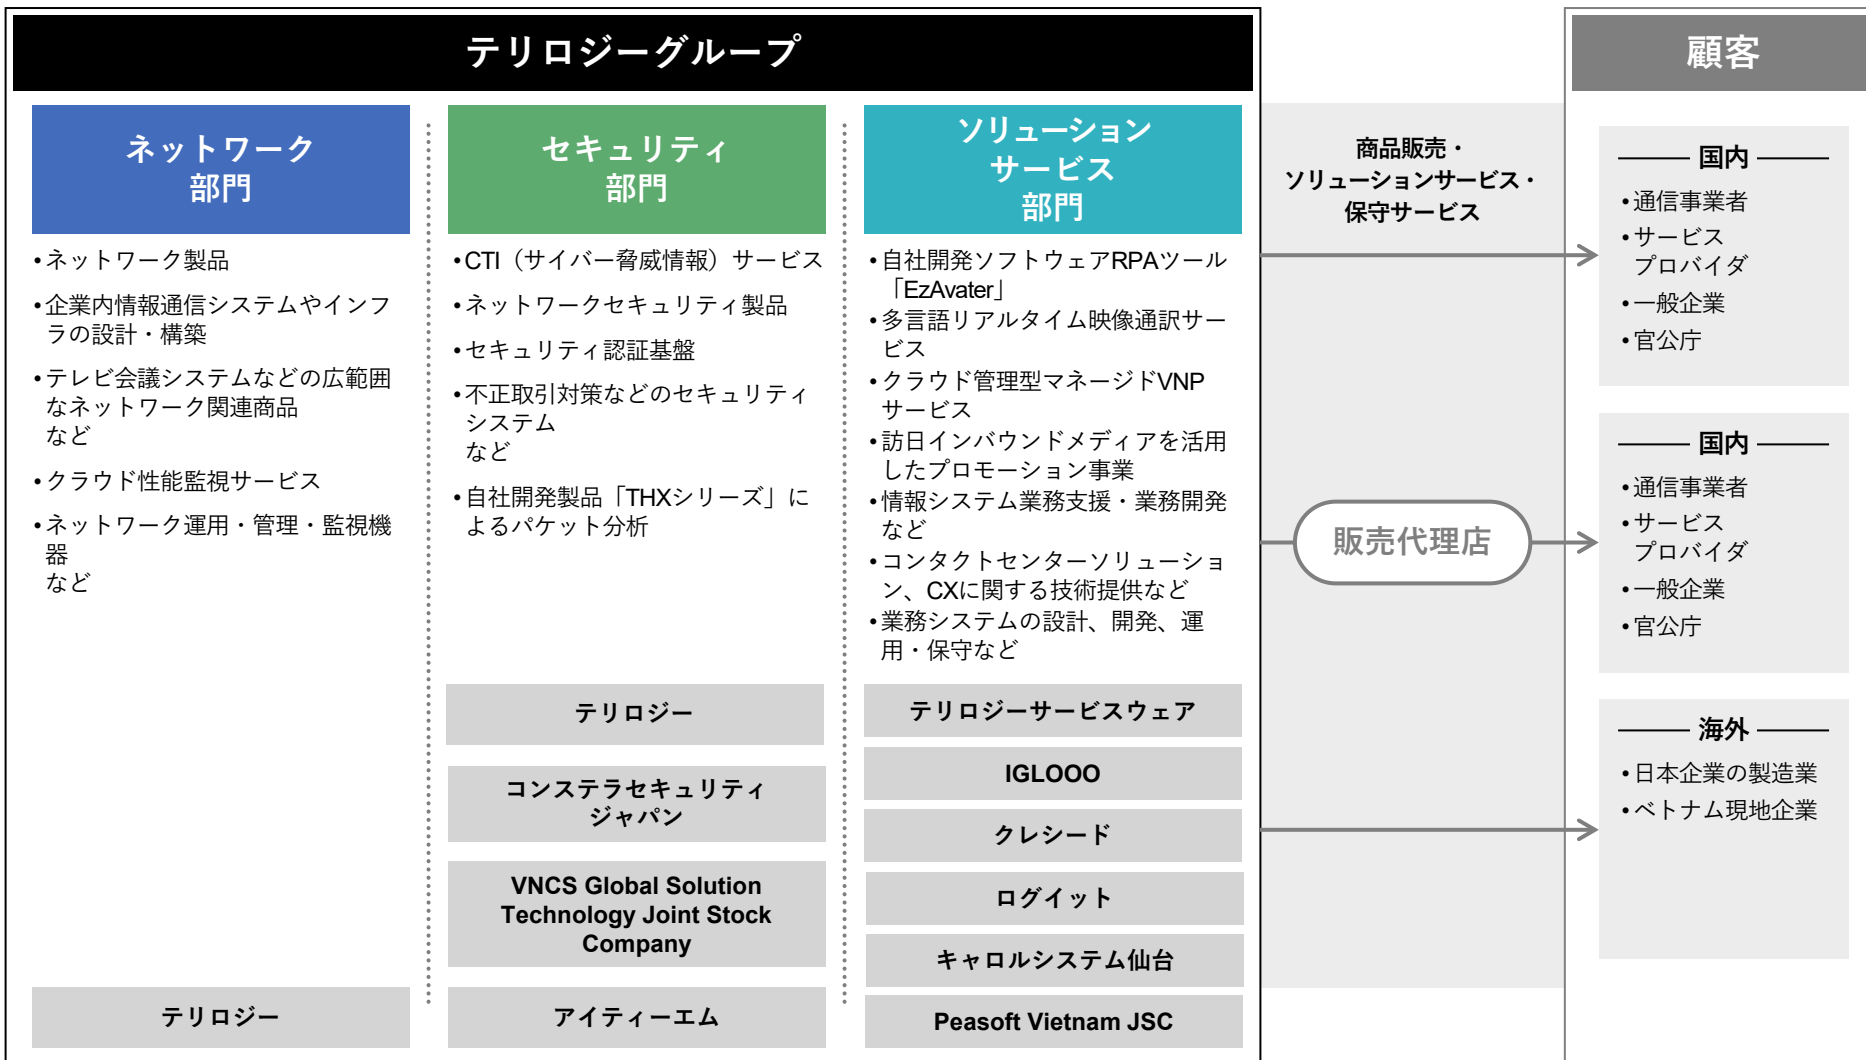 テリロジーグループ
ネットワーク
部門
•ネットワーク製品
•企業内情報通信システムやインフ
ラの設計・構築
•テレビ会議システムなどの広範囲
なネットワーク関連商品
など
•クラウド性能監視サービス
•ネットワーク運用・管理・監視機
器
など
テリロジー
セキュリティ
部門
•CTI（サイバー脅威情報）サービス
•ネットワークセキュリティ製品
•セキュリティ認証基盤
•不正取引対策などのセキュリティ
システム
など
•自社開発製品「THXシリーズ」に
よるパケット分析
テリロジー
コンステラセキュリティ
ジャパン
VNCS Global Solution
Technology Joint Stock
Company
アイティーエム
ソリューション
サービス
部門
•自社開発ソフトウェアRPAツール
「EzAvater」
•多言語リアルタイム映像通訳サー
ビス
•クラウド管理型マネージドVNP
サービス
•訪日インバウンドメディアを活用
したプロモーション事業
•情報システム業務支援・業務開発
など
•コンタクトセンターソリューショ
ン、CXに関する技術提供など
•業務システムの設計、開発、運
用・保守など
テリロジーサービスウェア
IGLOOO
クレシード
ログイット
キャロルシステム仙台
Peasoft Vietnam JSC
商品販売・
ソリューションサービス・
保守サービス
販売代理店
顧客
国内
•通信事業者
•サービス
プロバイダ
•一般企業
•官公庁
国内
•通信事業者
•サービス
プロバイダ
•一般企業
•官公庁
海外
•日本企業の製造業
•ベトナム現地企業